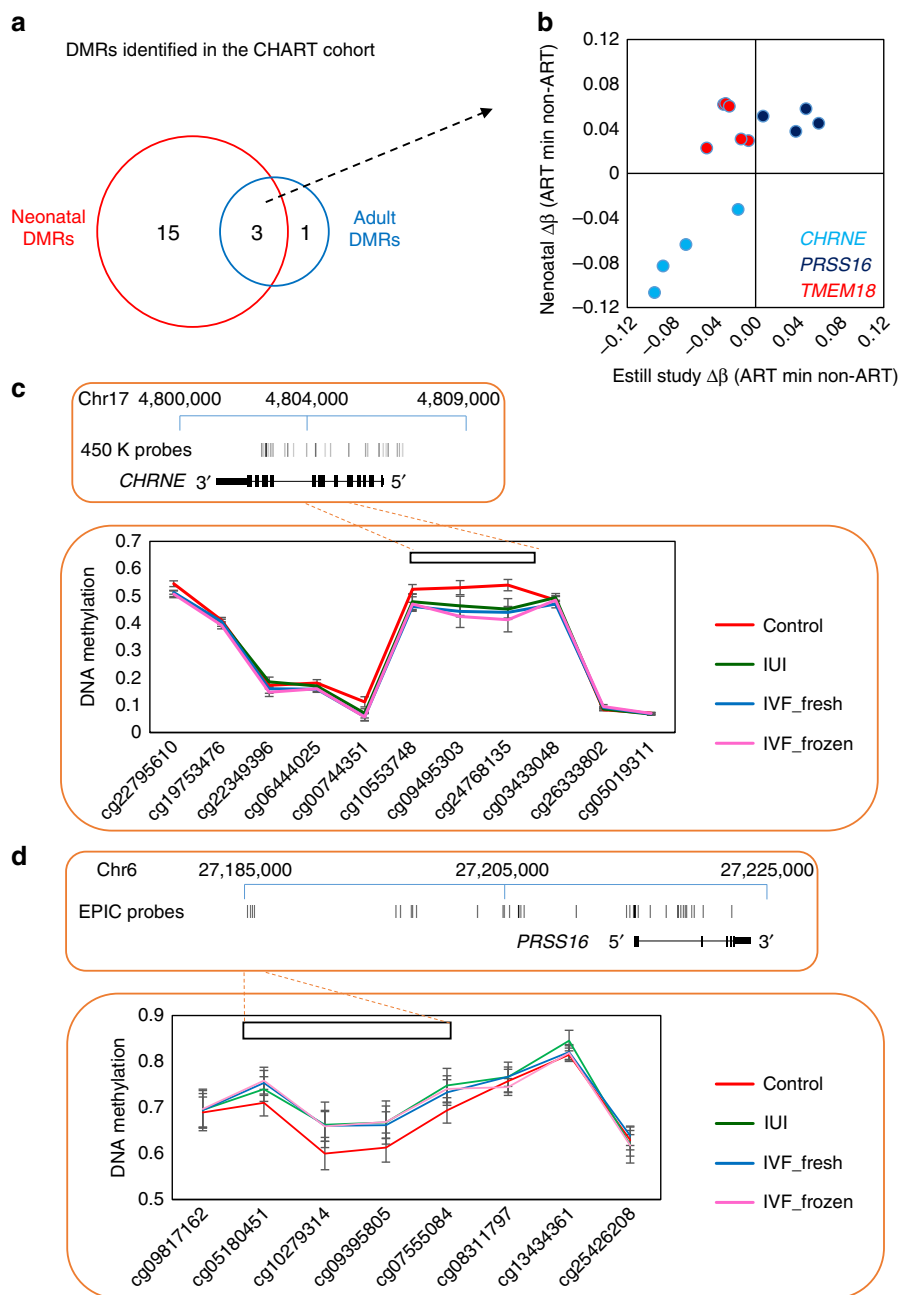 a
DMRs identified in the CHART cohort
Neonatal
DMRs
15
3
1
Adult
DMRs
b
Nenoatal Δβ (ART min non-ART)
0.12
0.08
0.04
0
−0.04
−0.08
−0.12
−0.12
−0.08
−0.04
0.00
0.04
0.08
0.12
CHRNE
PRSS16
TMEM18
Estill study Δβ (ART min non-ART)
c
Chr17 4,800,000 4,804,000 4,809,000
450 K probes
CHRNE 3′ 5′
DNA methylation
0.7
0.6
0.5
0.4
0.3
0.2
0.1
0
cg22795610
cg19753476
cg22349396
cg06444025
cg00744351
cg10553748
cg09495303
cg24768135
cg03433048
cg26333802
cg05019311
Control
IUI
IVF_fresh
IVF_frozen
d
Chr6 27,185,000 27,205,000 27,225,000
EPIC probes
PRSS16 5′ 3′
DNA methylation
0.9
0.8
0.7
0.6
0.5
cg09817162
cg05180451
cg10279314
cg09395805
cg07555084
cg08311797
cg13434361
cg25426208
Control
IUI
IVF_fresh
IVF_frozen